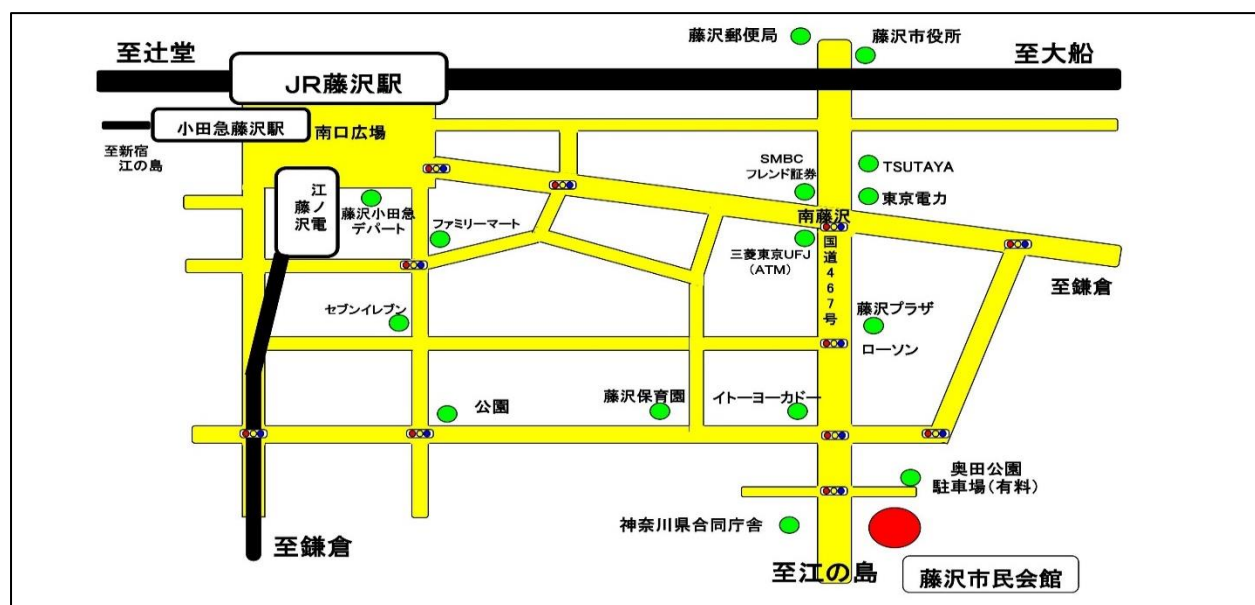 藤沢郵便局
藤沢市役所
至辻堂
JR藤沢駅
至大船
小田急藤沢駅
南口広場
至新宿
江の島
SMBC
フレンド証券
TSUTAYA
東京電力
江ノ電
藤沢
藤沢小田急
デパート
ファミリーマート
南藤沢
三菱東京UFJ
(ATM)
国道467号
至鎌倉
セブンイレブン
藤沢プラザ
ローソン
公園
藤沢保育園
イトーヨーカドー
奥田公園
駐車場(有料)
神奈川県合同庁舎
至鎌倉
至江の島
藤沢市民会館